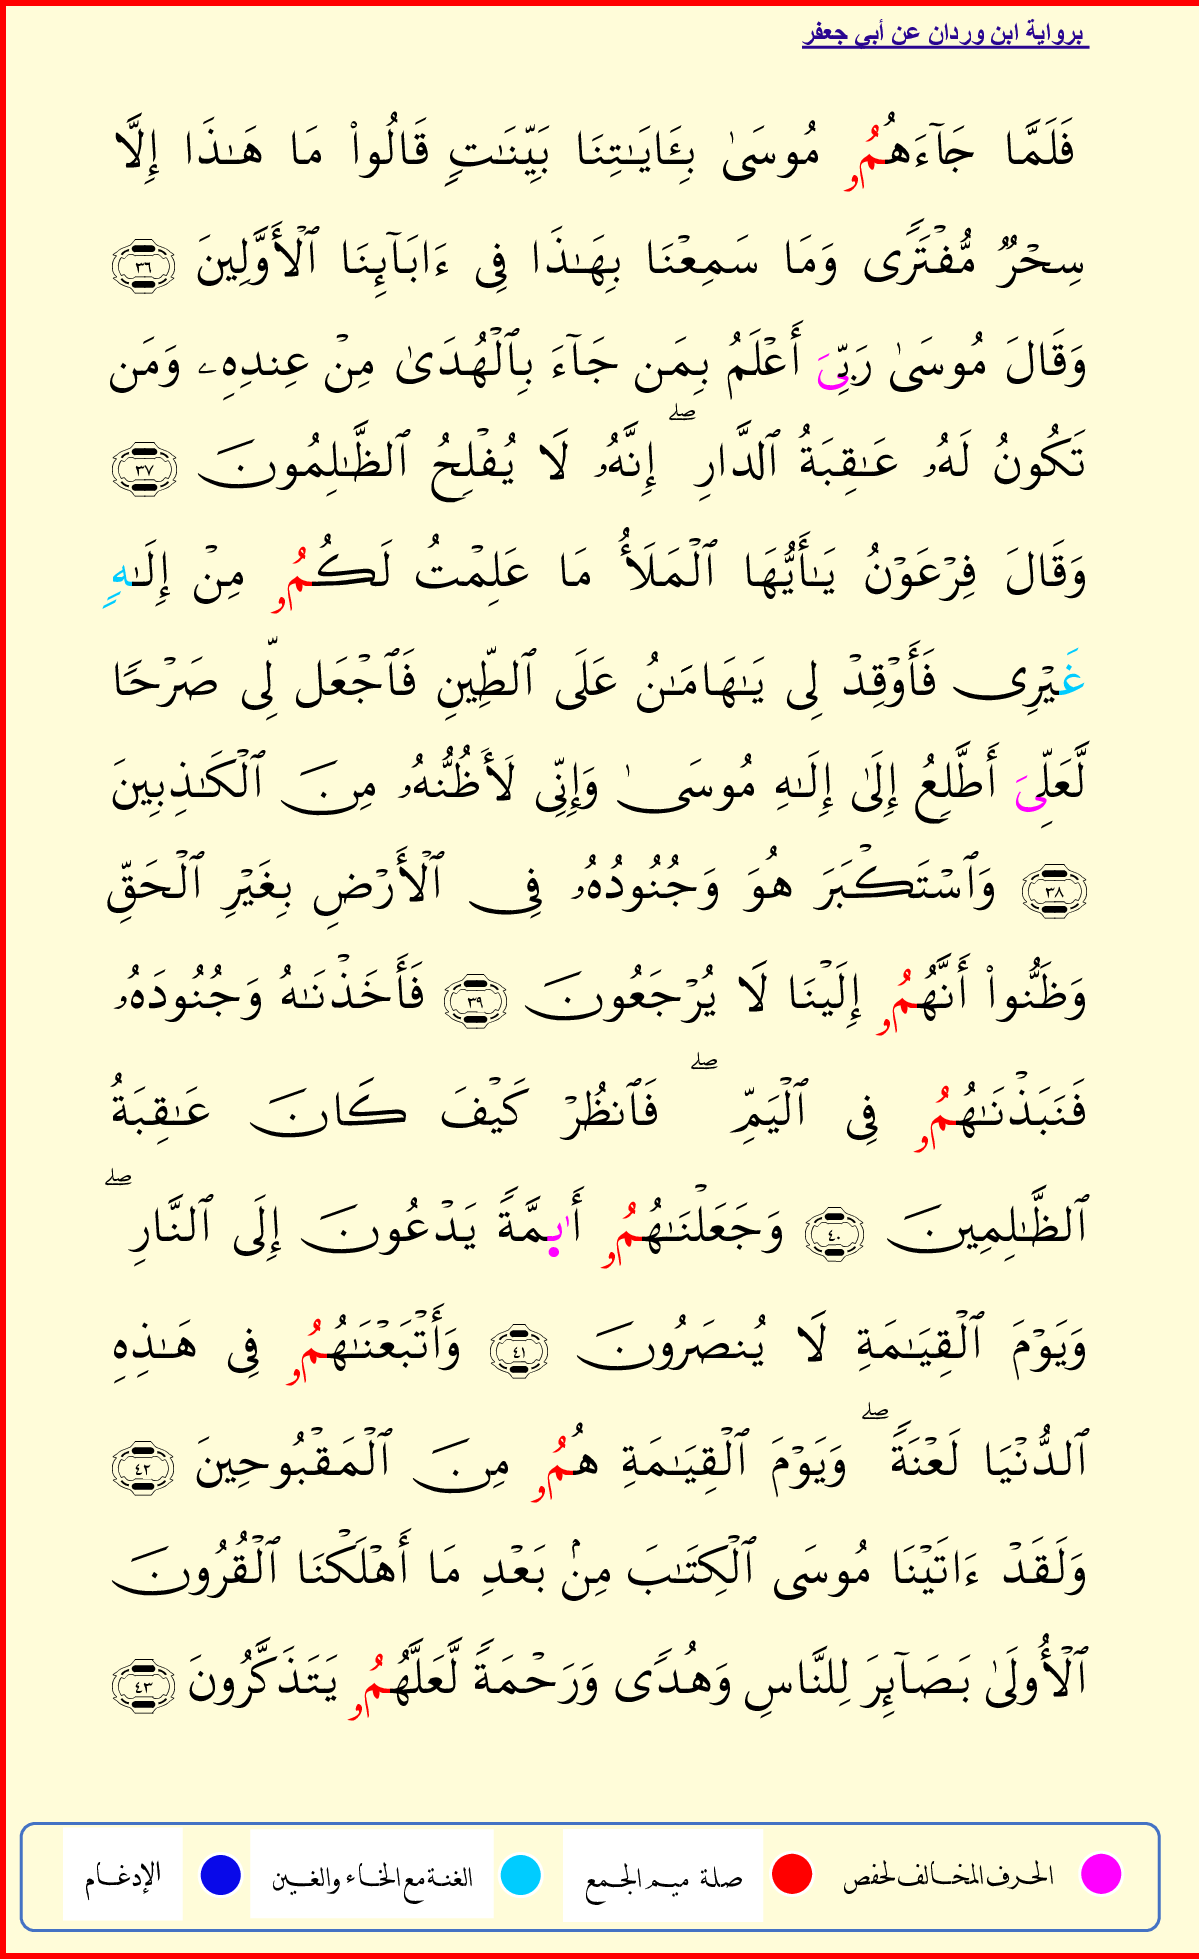 برواية ابن وردان عن أبي جعفر
فَلَمَّا جَآءَهُمُۥ مُوسَىٰ بِـَٔايَـٰتِنَا بَيِّنَـٰتٍ قَالُوا۟ مَا هَـٰذَا إِلَّا
سِحْرٌ مُّفْتَرًى وَمَا سَمِعْنَا بِهَـٰذَا فِى ءَابَآئِنَا ٱلْأَوَّلِينَ ٣٦
وَقَالَ مُوسَىٰ رَبِّىَ أَعْلَمُ بِمَن جَآءَ بِٱلْهُدَىٰ مِنْ عِندِهِۦ وَمَن
تَكُونُ لَهُۥ عَـٰقِبَةُ ٱلدَّارِ ۖ إِنَّهُۥ لَا يُفْلِحُ ٱلظَّـٰلِمُونَ ٣٧
وَقَالَ فِرْعَوْنُ يَـٰٓأَيُّهَا ٱلْمَلَأُ مَا عَلِمْتُ لَكُمُۥ مِنْ إِلَـٰهٍ
غَيْرِى فَأَوْقِدْ لِى يَـٰهَامَـٰنُ عَلَى ٱلطِّينِ فَٱجْعَل لِّى صَرْحًا
لَّعَلِّىَ أَطَّلِعُ إِلَىٰ إِلَـٰهِ مُوسَىٰ وَإِنِّى لَأَظُنُّهُۥ مِنَ ٱلْكَـٰذِبِينَ
٣٨ وَٱسْتَكْبَرَ هُوَ وَجُنُودُهُۥ فِى ٱلْأَرْضِ بِغَيْرِ ٱلْحَقِّ
وَظَنُّوا۟ أَنَّهُمُۥ إِلَيْنَا لَا يُرْجَعُونَ ٣٩ فَأَخَذْنَـٰهُ وَجُنُودَهُۥ
فَنَبَذْنَـٰهُمُۥ فِى ٱلْيَمِّ ۖ فَٱنظُرْ كَيْفَ كَانَ عَـٰقِبَةُ
ٱلظَّـٰلِمِينَ ٤٠ وَجَعَلْنَـٰهُمُۥ أَىِٕمَّةً يَدْعُونَ إِلَى ٱلنَّارِ ۖ
وَيَوْمَ ٱلْقِيَـٰمَةِ لَا يُنصَرُونَ ٤١ وَأَتْبَعْنَـٰهُمُۥ فِى هَـٰذِهِ
ٱلدُّنْيَا لَعْنَةً ۖ وَيَوْمَ ٱلْقِيَـٰمَةِ هُمُۥ مِنَ ٱلْمَقْبُوحِينَ ٤٢
وَلَقَدْ ءَاتَيْنَا مُوسَى ٱلْكِتَـٰبَ مِنۢ بَعْدِ مَا أَهْلَكْنَا ٱلْقُرُونَ
ٱلْأُولَىٰ بَصَآئِرَ لِلنَّاسِ وَهُدًى وَرَحْمَةً لَّعَلَّهُمُۥ يَتَذَكَّرُونَ ٤٣
الحرف المخالف لحفص صلة ميم الجمع الغنة مع الخاء والغين الإدغام